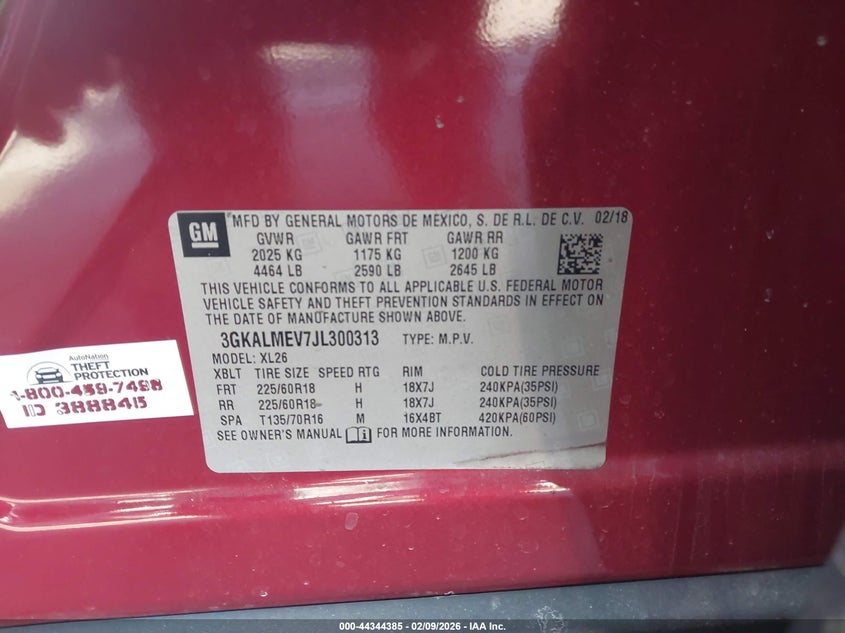 GM MFD BY GENERAL MOTORS DE MEXICO, S. DE R.L. DE C.V. 02/18
GVWR GAWR FRT GAWR RR
2025 KG 1175 KG 1200 KG
4464 LB 2590 LB 2645 LB
THIS VEHICLE CONFORMS TO ALL APPLICABLE U.S. FEDERAL MOTOR
VEHICLE SAFETY AND THEFT PREVENTION STANDARDS IN EFFECT ON
THE DATE OF MANUFACTURE SHOWN ABOVE.
3GKALMEV7JL300313 TYPE: M.P.V.
MODEL: XL26
XBLT TIRE SIZE SPEED RTG RIM COLD TIRE PRESSURE
FRT 225/60R18 H 18X7J 240KPA(35PSI)
RR 225/60R18 H 18X7J 240KPA(35PSI)
SPA T135/70R16 M 16X4BT 420KPA(60PSI)
SEE OWNER'S MANUAL FOR MORE INFORMATION.
AutoNation
THEFT
PROTECTION
1-800-459-7498
ID 3888415
000-44344385 - 02/09/2026 - IAA Inc.